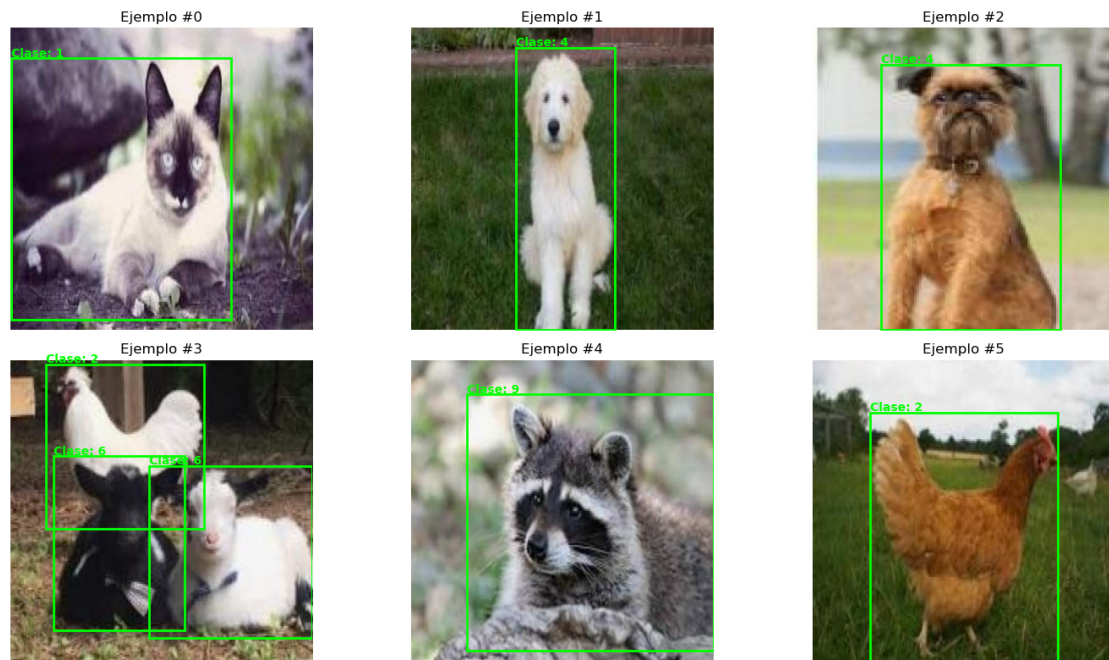 Ejemplo #0
Clase: 1
Ejemplo #1
Clase: 4
Ejemplo #2
Clase: 4
Ejemplo #3
Clase: 2
Clase: 6
Clase: 6
Ejemplo #4
Clase: 9
Ejemplo #5
Clase: 2